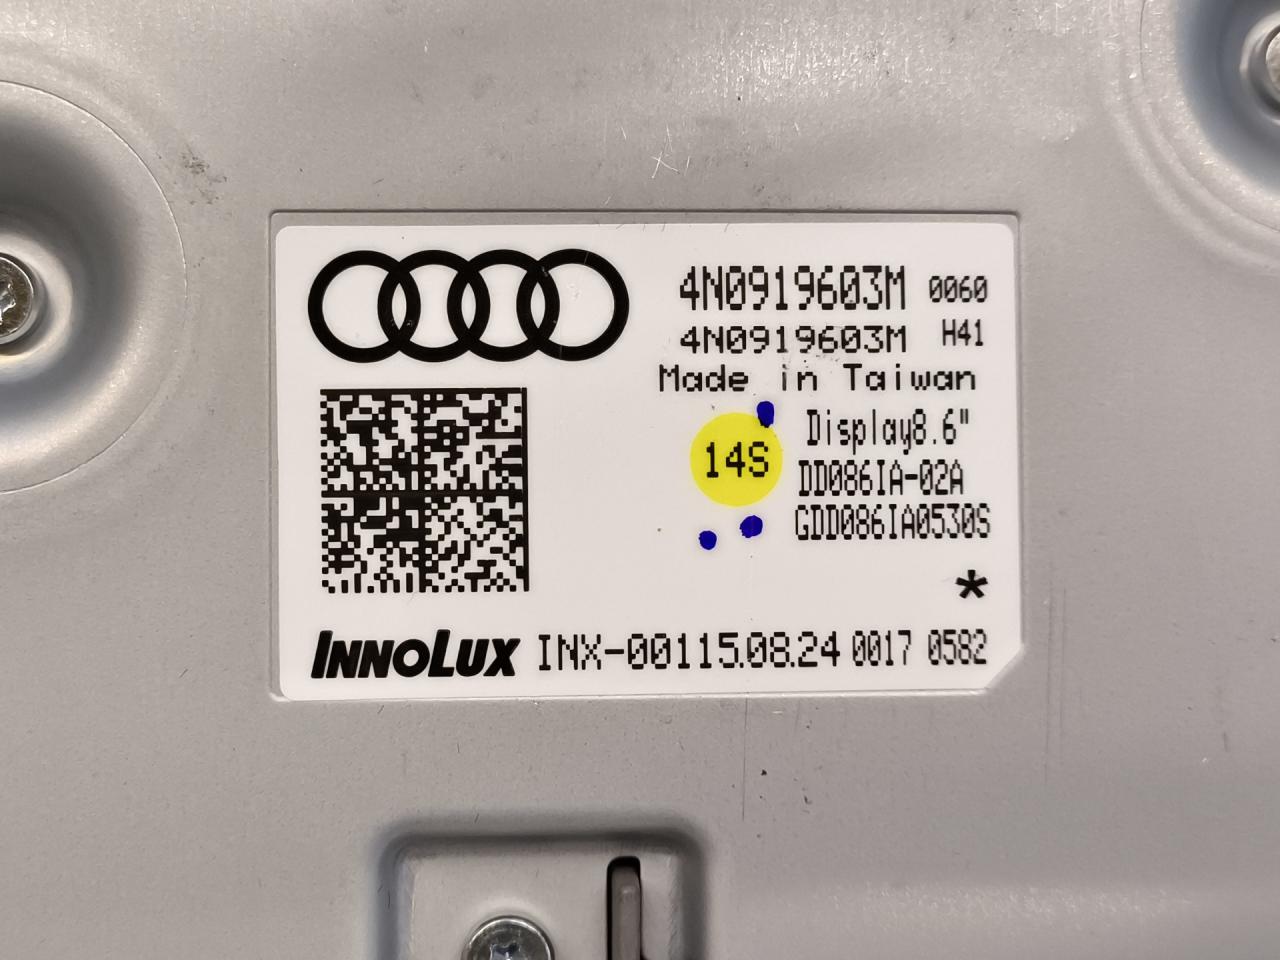 4N0919603M 0060
4N0919603M H41
Made in Taiwan
Display8.6"
14S
DD086IA-02A
GDD086IA0530S
*
INNOLUX INX-00115.08.24 0017 0582